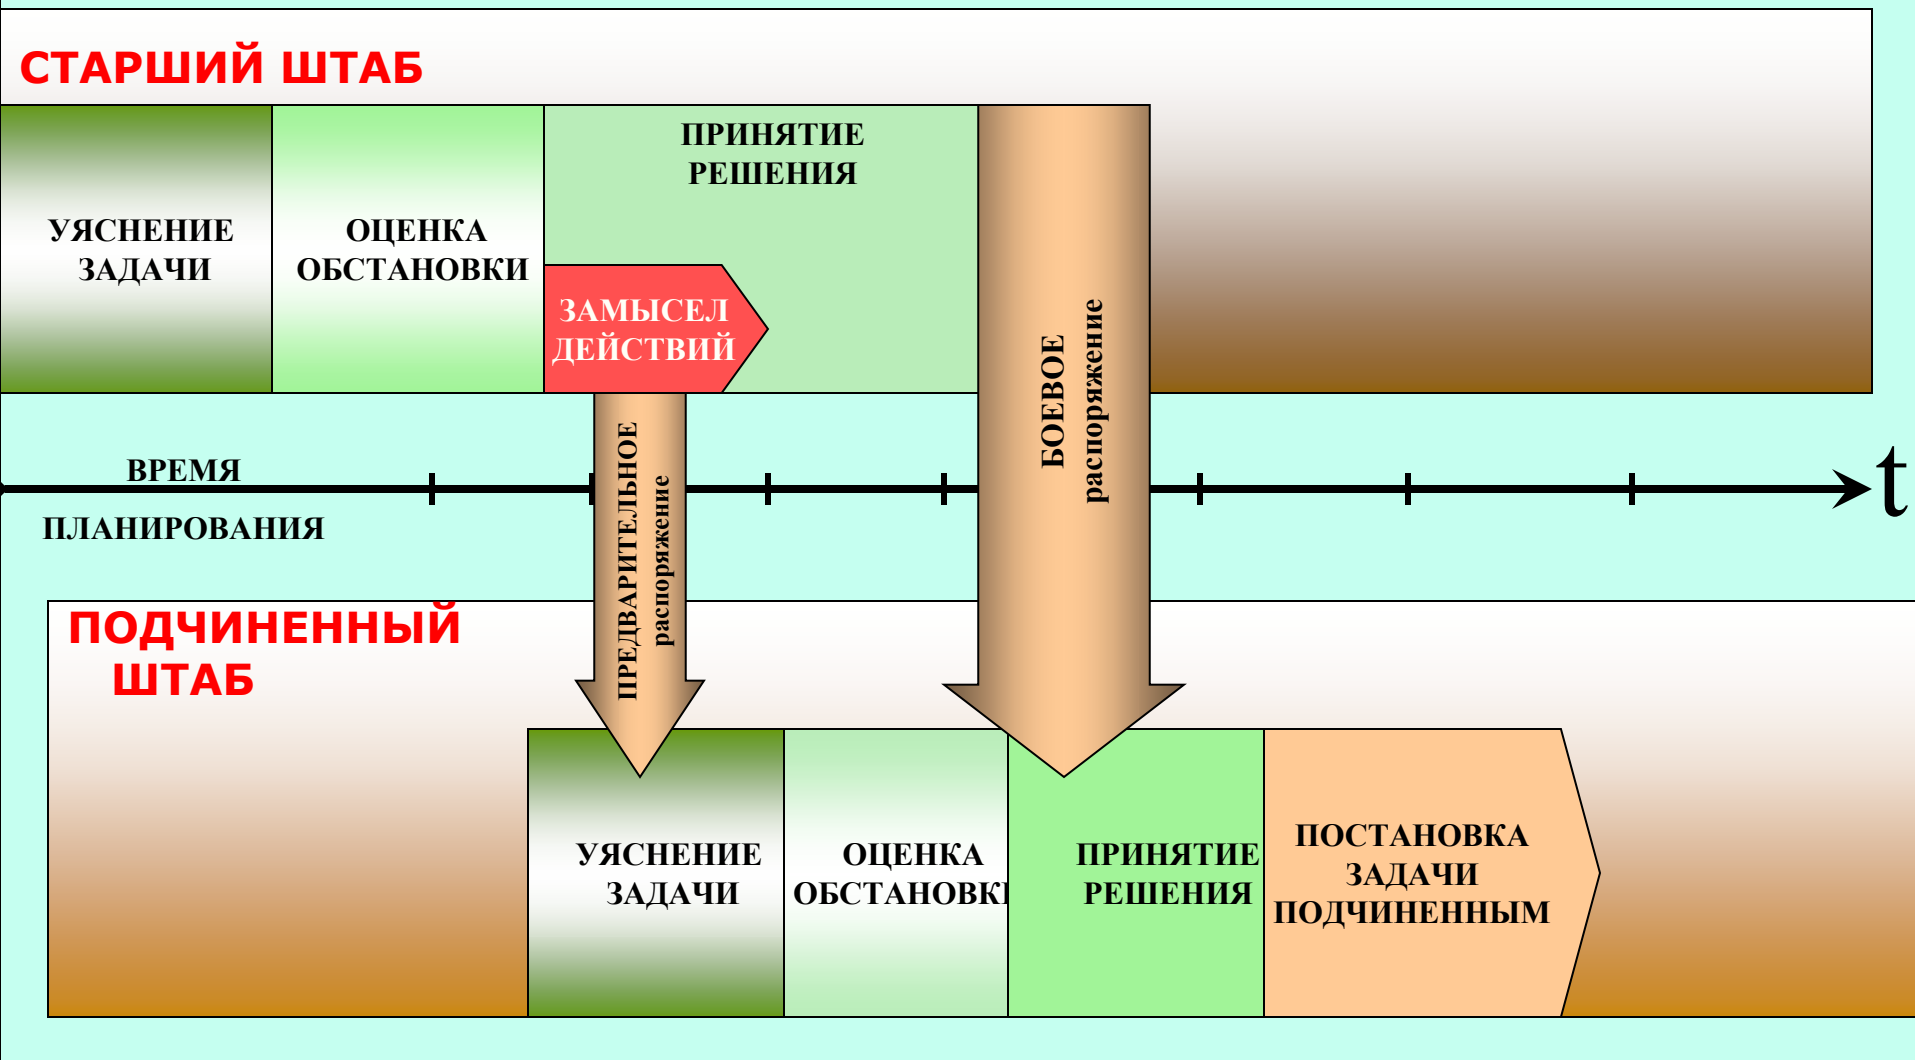 СТАРШИЙ ШТАБ
УЯСНЕНИЕ
ЗАДАЧИ
ОЦЕНКА
ОБСТАНОВКИ
ПРИНЯТИЕ
РЕШЕНИЯ
ЗАМЫСЕЛ
ДЕЙСТВИЙ
БОЕВОЕ
распоряжение
ВРЕМЯ
ПЛАНИРОВАНИЯ
t
ПРЕДВАРИТЕЛЬНОЕ
распоряжение
ПОДЧИНЕННЫЙ
ШТАБ
УЯСНЕНИЕ
ЗАДАЧИ
ОЦЕНКА
ОБСТАНОВКИ
ПРИНЯТИЕ
РЕШЕНИЯ
ПОСТАНОВКА
ЗАДАЧИ
ПОДЧИНЕННЫМ